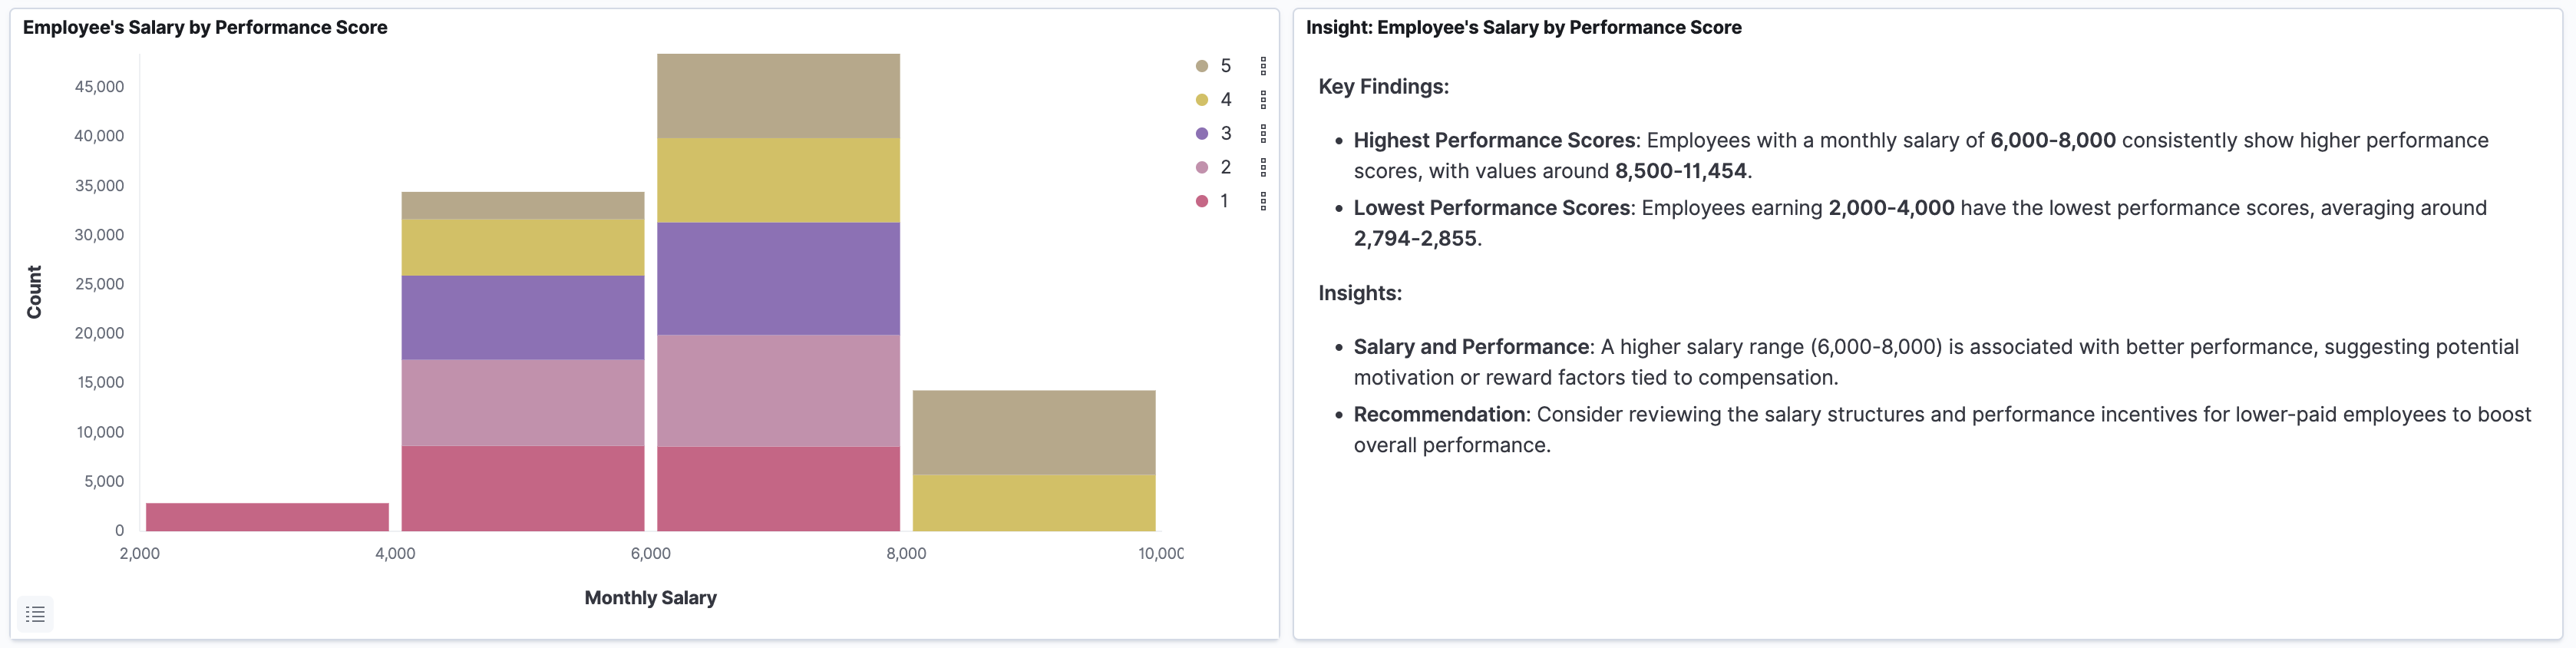 Employee's Salary by Performance Score
45,000
40,000
35,000
30,000
25,000
20,000
15,000
10,000
5,000
0
Count
2,000
4,000
6,000
8,000
10,000
Monthly Salary
5
4
3
2
1
Insight: Employee's Salary by Performance Score
Key Findings:
• Highest Performance Scores: Employees with a monthly salary of 6,000-8,000 consistently show higher performance
scores, with values around 8,500-11,454.
• Lowest Performance Scores: Employees earning 2,000-4,000 have the lowest performance scores, averaging around
2,794-2,855.
Insights:
• Salary and Performance: A higher salary range (6,000-8,000) is associated with better performance, suggesting potential
motivation or reward factors tied to compensation.
• Recommendation: Consider reviewing the salary structures and performance incentives for lower-paid employees to boost
overall performance.